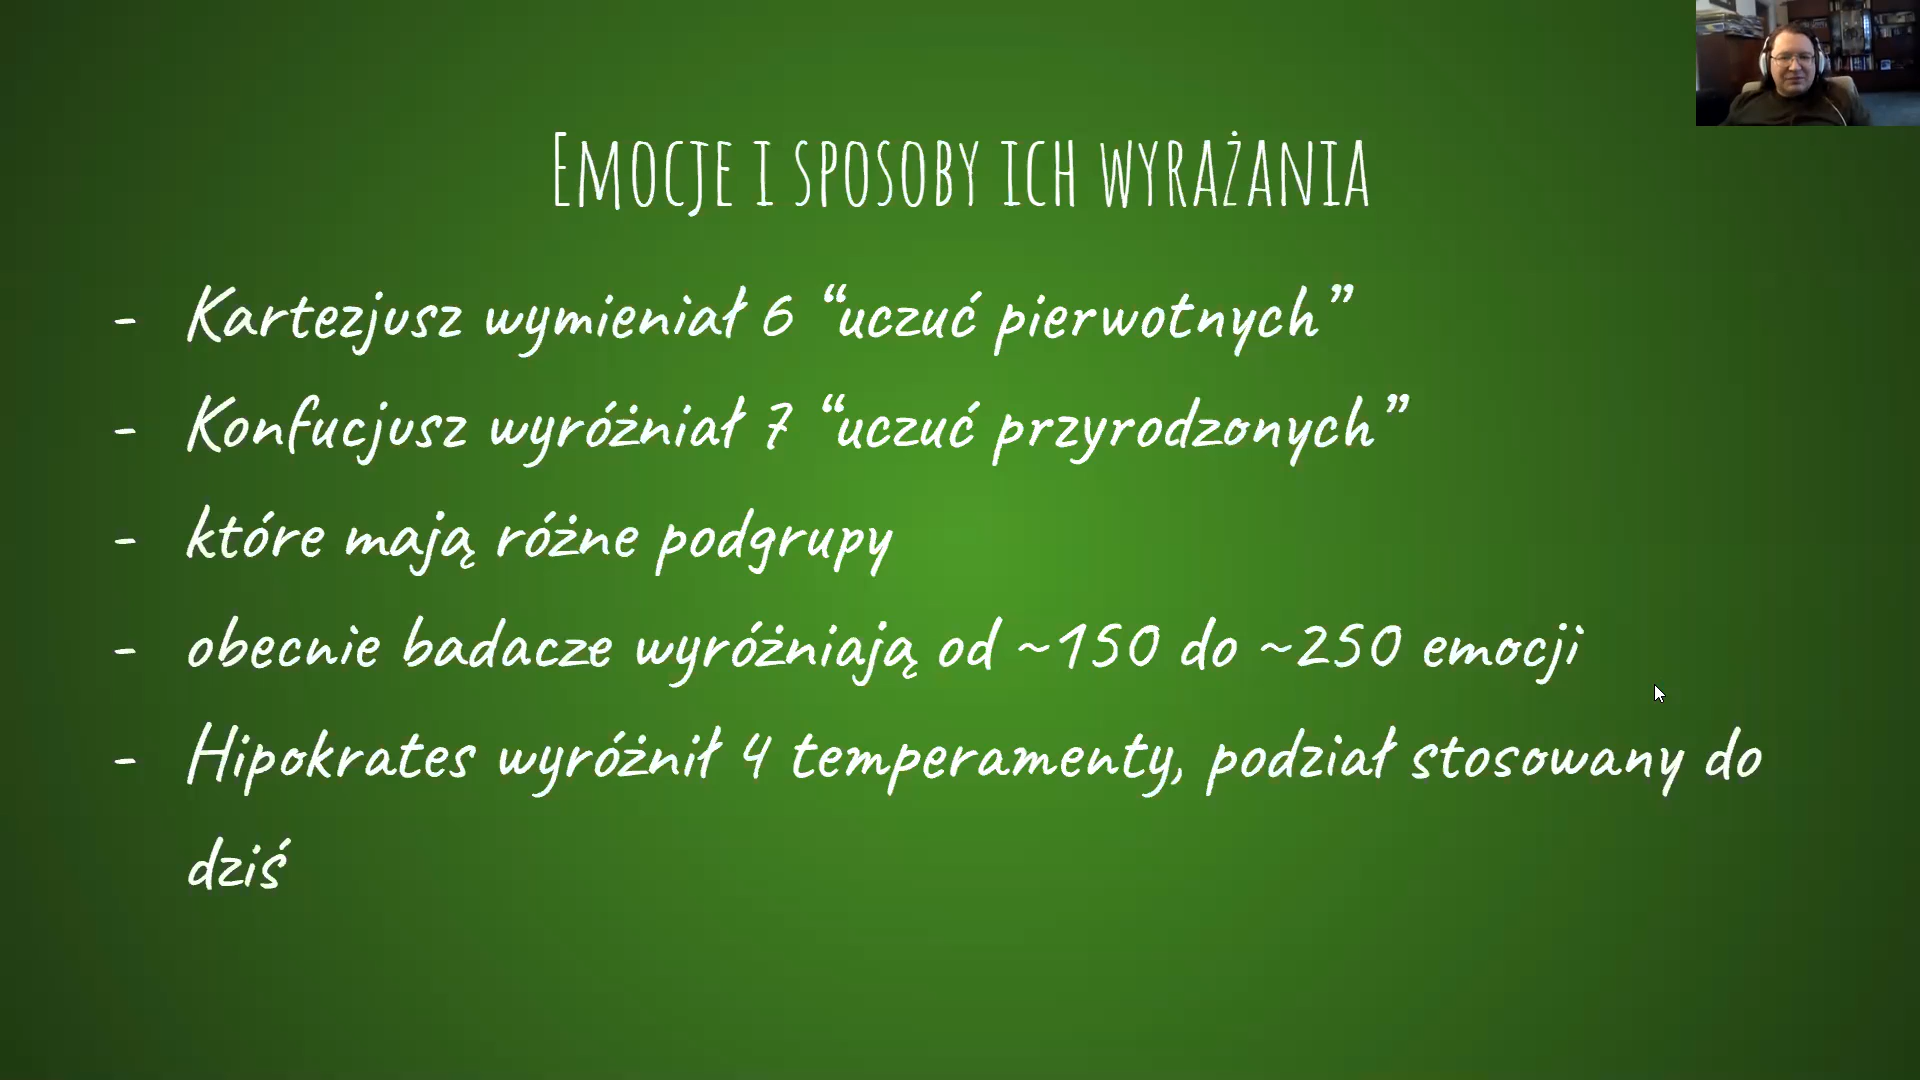 Emocje i sposoby ich wyrażania
- Kartezjusz wymieniał 6 “uczuć pierwotnych”
- Konfucjusz wyróżniał 7 “uczuć przyrodzonych”
- które mają różne podgrupy
- obecnie badacze wyróżniają od ~150 do ~250 emocji
- Hipokrates wyróżnił 4 temperamenty, podział stosowany do
dziś